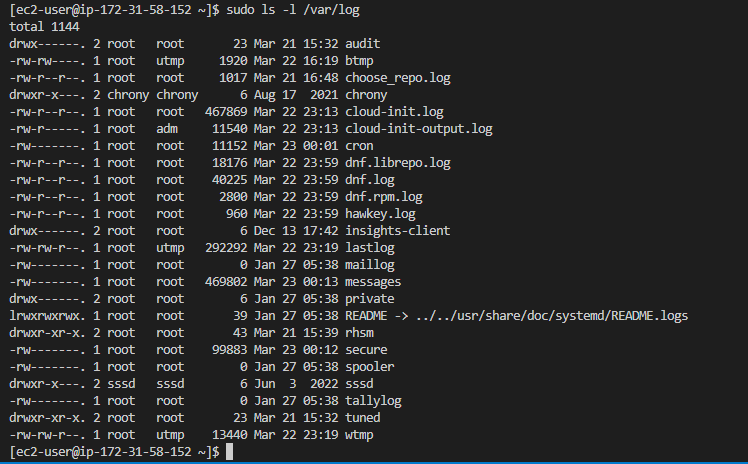 [ec2-user@ip-172-31-58-152 ~]$ sudo ls -l /var/log
total 1144
drwx------. 2 root   root       23 Mar 21 15:32 audit
-rw-rw----. 1 root   utmp     1920 Mar 22 16:19 btmp
-rw-r--r--. 1 root   root     1017 Mar 21 16:48 choose_repo.log
drwxr-x---. 2 chrony chrony      6 Aug 17  2021 chrony
-rw-r--r--. 1 root   root   467869 Mar 22 23:13 cloud-init.log
-rw-r-----. 1 root   adm     11540 Mar 22 23:13 cloud-init-output.log
-rw-------. 1 root   root    11152 Mar 23 00:01 cron
-rw-r--r--. 1 root   root    18176 Mar 22 23:59 dnf.librepo.log
-rw-r--r--. 1 root   root    40225 Mar 22 23:59 dnf.log
-rw-r--r--. 1 root   root     2800 Mar 22 23:59 dnf.rpm.log
-rw-r--r--. 1 root   root      960 Mar 22 23:59 hawkey.log
drwx------. 2 root   root        6 Dec 13 17:42 insights-client
-rw-rw-r--. 1 root   utmp   292292 Mar 22 23:19 lastlog
-rw-------. 1 root   root        0 Jan 27 05:38 maillog
-rw-------. 1 root   root   469802 Mar 23 00:13 messages
drwx------. 2 root   root        6 Jan 27 05:38 private
lrwxrwxrwx. 1 root   root       39 Jan 27 05:38 README -> ../../usr/share/doc/systemd/README.logs
drwxr-xr-x. 2 root   root       43 Mar 21 15:39 rhsm
-rw-------. 1 root   root    99883 Mar 23 00:12 secure
-rw-------. 1 root   root        0 Jan 27 05:38 spooler
drwxr-x---. 2 sssd   sssd        6 Jun  3  2022 sssd
-rw-------. 1 root   root        0 Jan 27 05:38 tallylog
drwxr-xr-x. 2 root   root       23 Mar 21 15:32 tuned
-rw-rw-r--. 1 root   utmp    13440 Mar 22 23:19 wtmp
[ec2-user@ip-172-31-58-152 ~]$